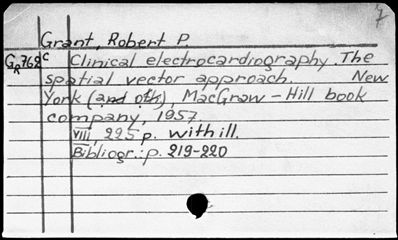 7
Grant, Robert P.
GR762c Clinical electrocardiography. The
spatial vector approach. New
York (and oth), MacGraw-Hill book
company, 1957.
VIII, 225 p. with ill.
Bibliogr.: p. 219-220